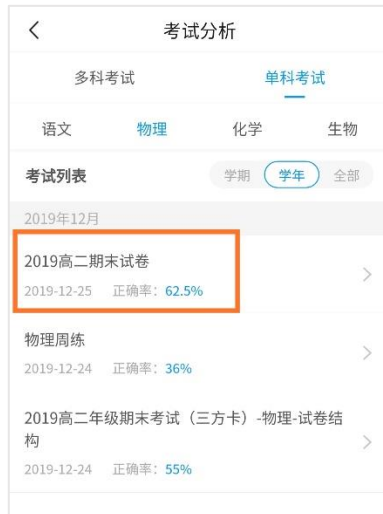 考试分析
多科考试 单科考试
语文 物理 化学 生物
考试列表 学期 学年 全部
2019年12月
2019高二期末试卷
2019-12-25 正确率：62.5%
物理周练
2019-12-24 正确率：36%
2019高二年级期末考试（三方卡）-物理-试卷结
构
2019-12-24 正确率：55%